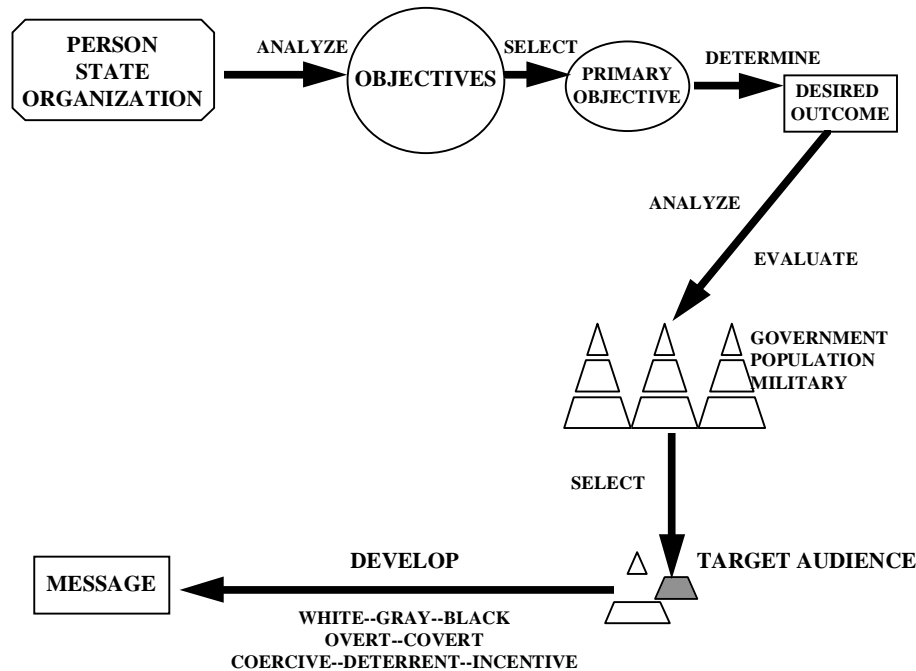 PERSON
STATE
ORGANIZATION
ANALYZE
OBJECTIVES
SELECT
PRIMARY
OBJECTIVE
DETERMINE
DESIRED
OUTCOME
ANALYZE
EVALUATE
GOVERNMENT
POPULATION
MILITARY
SELECT
TARGET AUDIENCE
DEVELOP
MESSAGE
WHITE--GRAY--BLACK
OVERT--COVERT
COERCIVE--DETERRENT--INCENTIVE